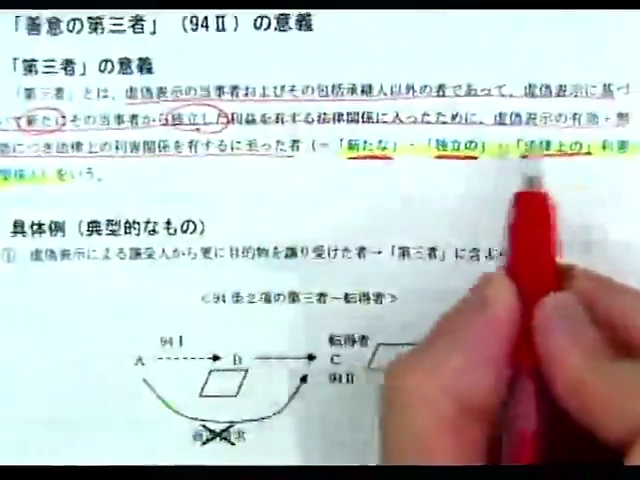 「善意の第三者」（94Ⅱ）の意義
「第三者」の意義
「第三者」とは、虚偽表示の当事者およびその包括承継人以外の者であって、虚偽表示に基づ
いて新たにその当事者から独立した利益を有する法律関係に入ったために、虚偽表示の有効・無
効につき法律上の利害関係を有するに至った者（＝「新たな」・「独立の」・「法律上の」利害
関係人）をいう。
具体例（典型的なもの）
① 虚偽表示による譲受人から更に目的物を譲り受けた者→「第三者」に含ま
＜94条2項の第三者－転得者＞
94Ⅰ
転得者
A
B
C
94Ⅱ